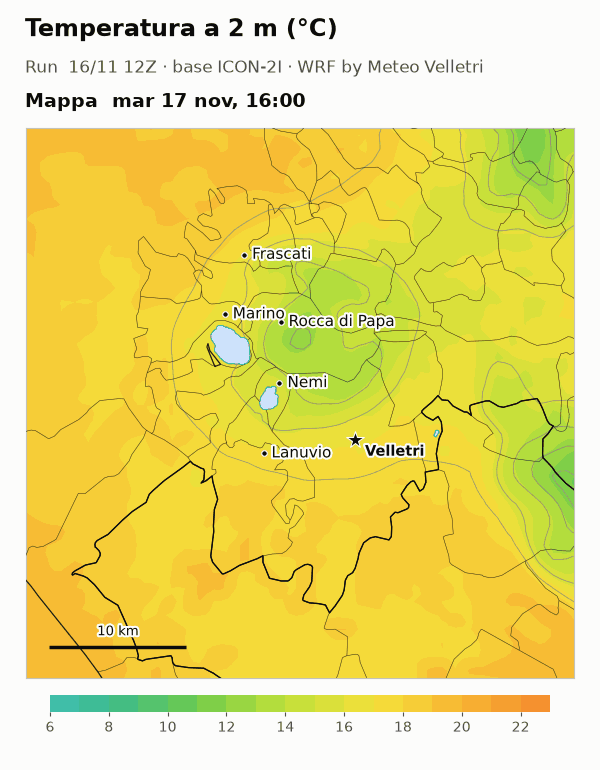 Temperatura a 2 m (°C)
Run  16/11 12Z · base ICON-2I · WRF by Meteo Velletri
Mappa  mar 17 nov, 16:00
Frascati
Marino
Rocca di Papa
Nemi
Velletri
Lanuvio
10 km
6 8 10 12 14 16 18 20 22